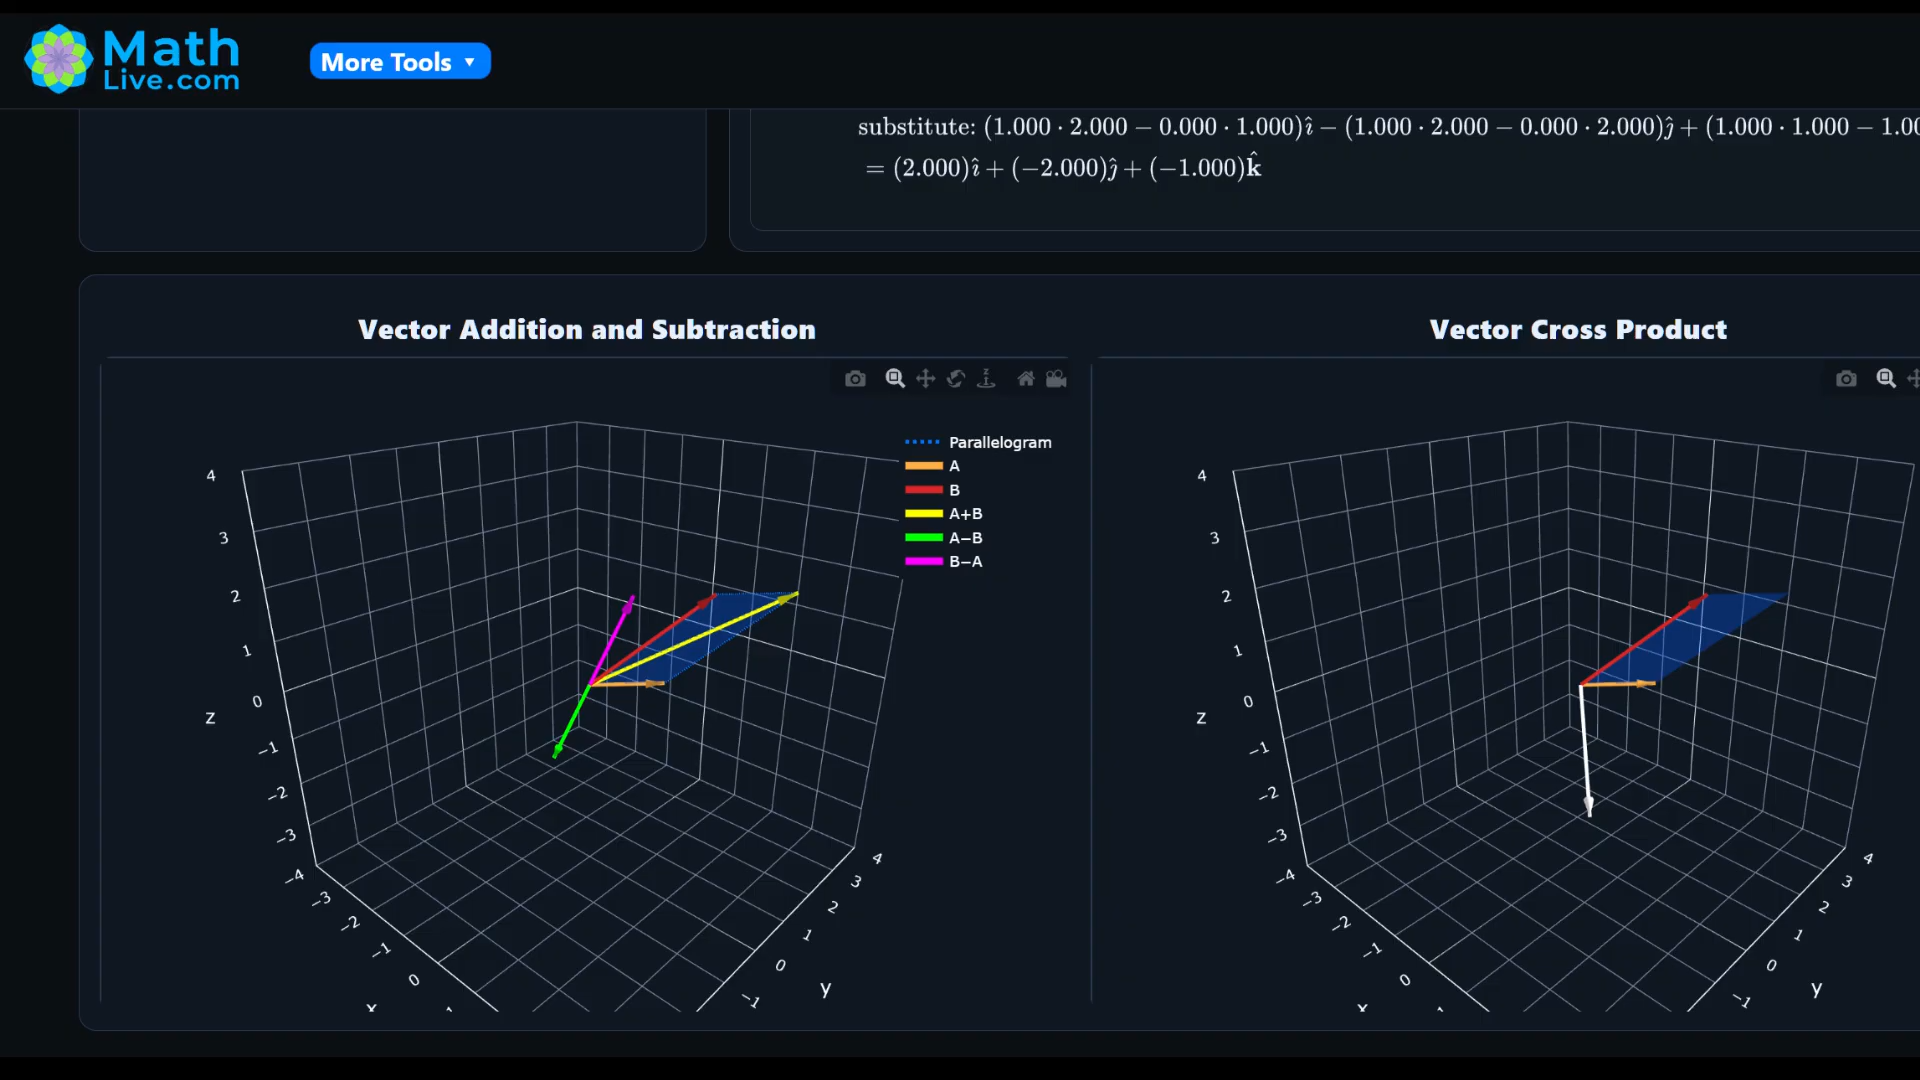 Math
Live.com
More Tools ▼
substitute: (1.000 · 2.000 − 0.000 · 1.000)î − (1.000 · 2.000 − 0.000 · 2.000)ĵ + (1.000 · 1.000 − 1.00
= (2.000)î + (−2.000)ĵ + (−1.000)k̂
Vector Addition and Subtraction
Parallelogram
A
B
A+B
A−B
B−A
4
3
2
1
0
−1
−2
−3
z
−4
−3
−2
−1
0
x
−1
0
1
2
3
4
y
Vector Cross Product
4
3
2
1
0
−1
−2
−3
z
−4
−3
−2
−1
0
x
−1
0
1
2
3
4
y